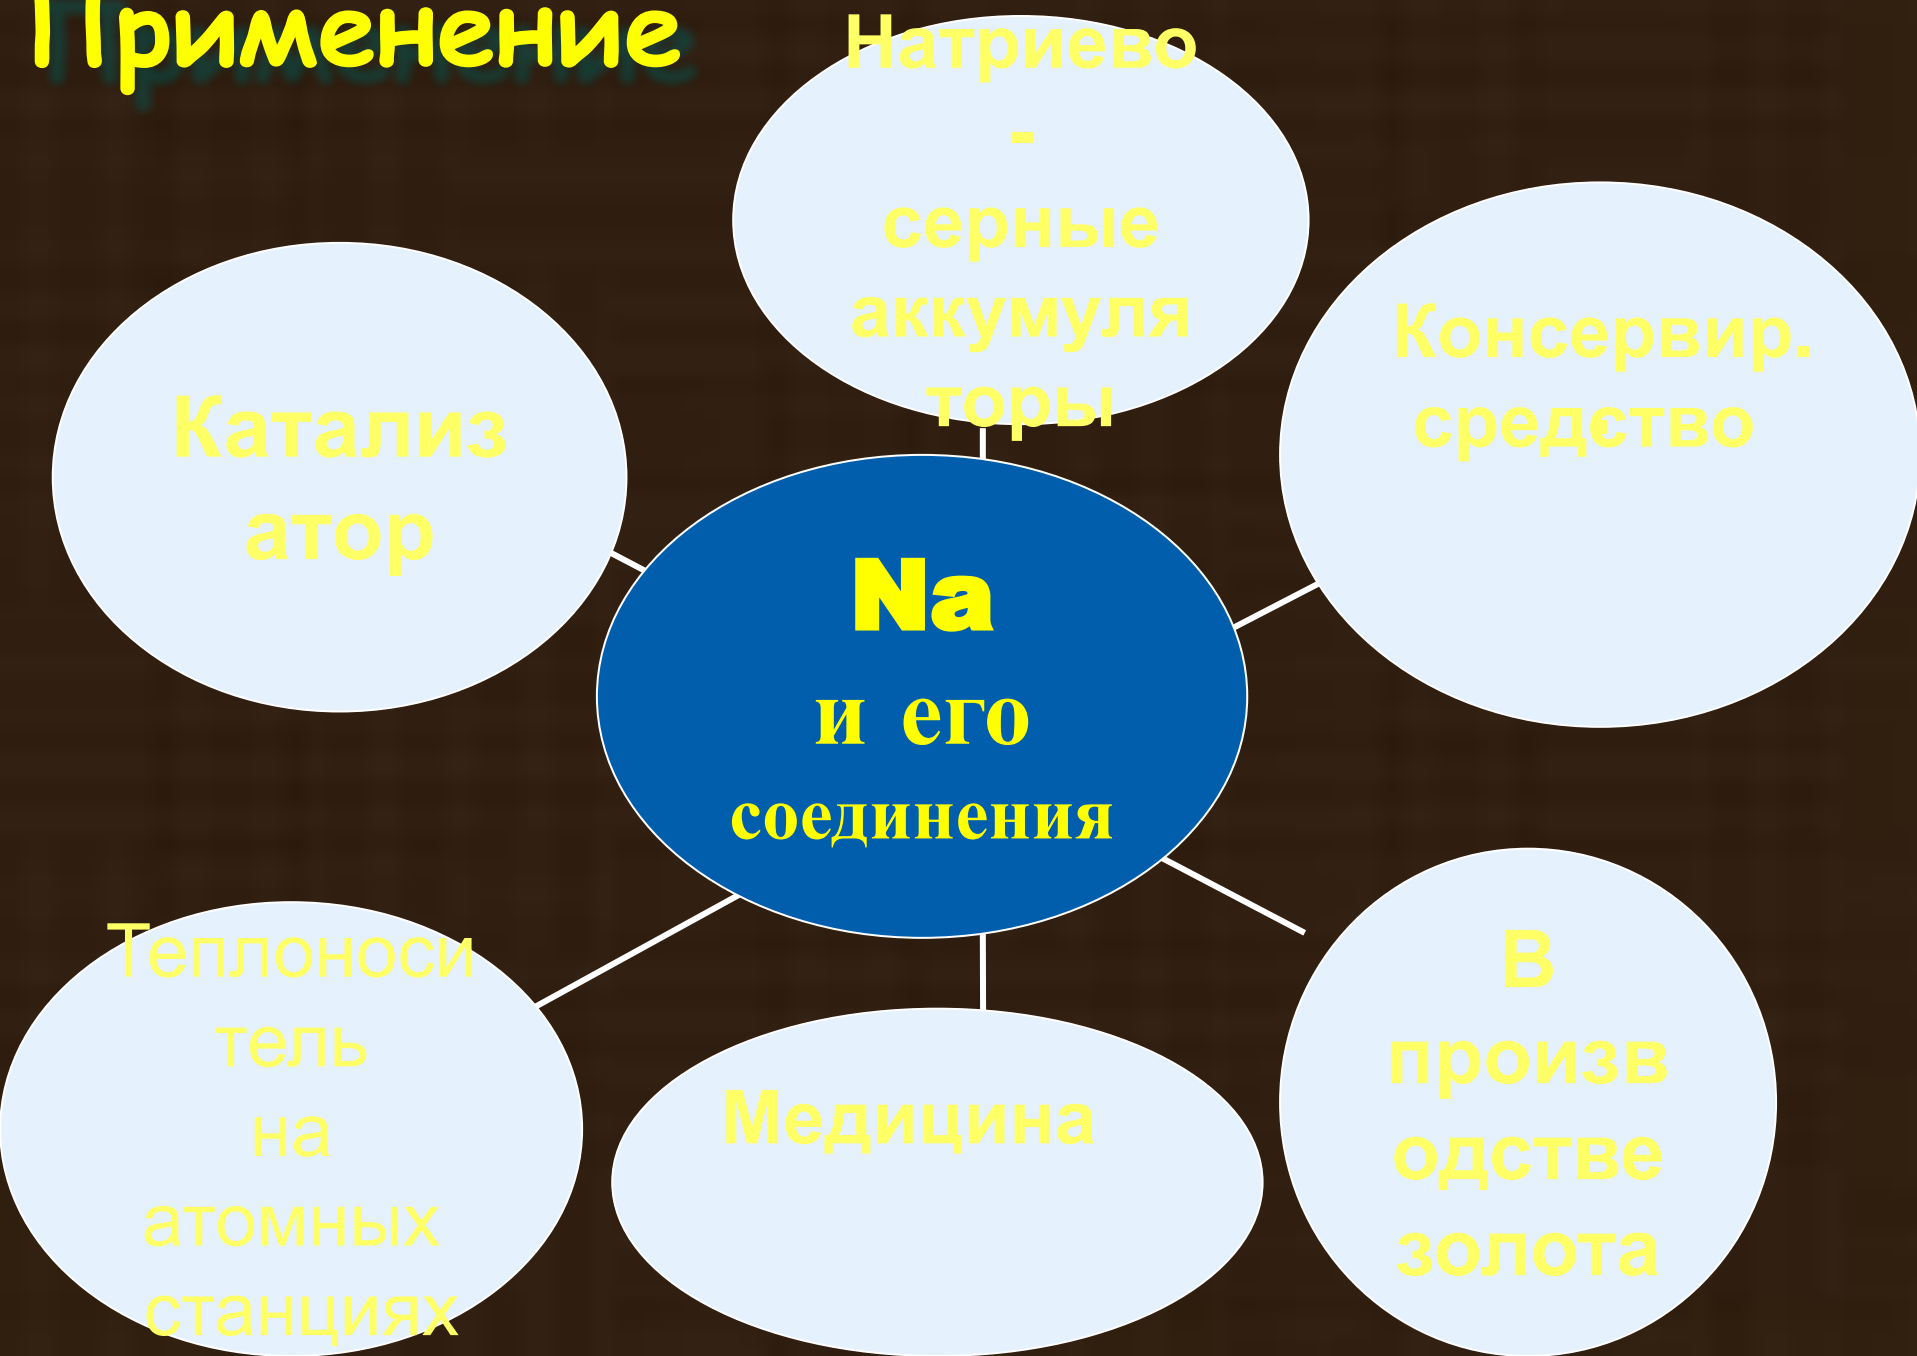 Применение
Натриево
-
серные
аккумуля
торы
Консервир.
средство
Катализ
атор
Na
и его
соединения
Теплоноси
тель
на
атомных
станциях
Медицина
В
произв
одстве
золота